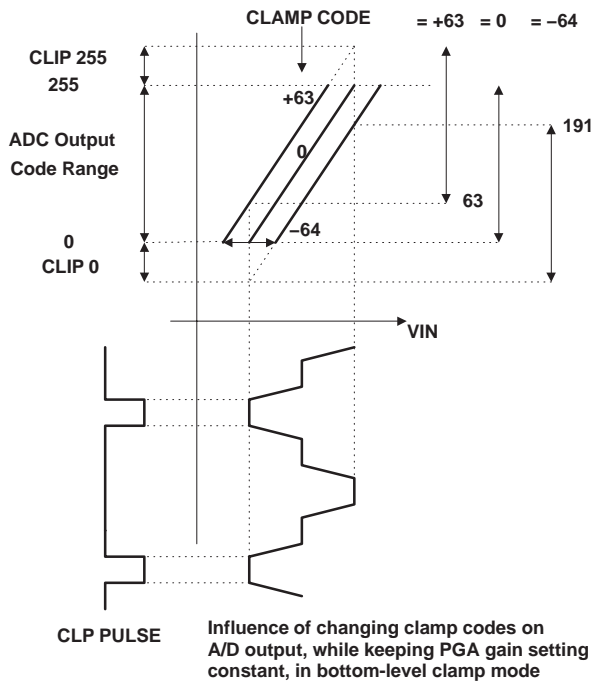 CLAMP CODE
= +63 = 0 = −64
CLIP 255
255
+63
191
ADC Output
Code Range
0
63
−64
0
CLIP 0
VIN
CLP PULSE
Influence of changing clamp codes on
A/D output, while keeping PGA gain setting
constant, in bottom-level clamp mode